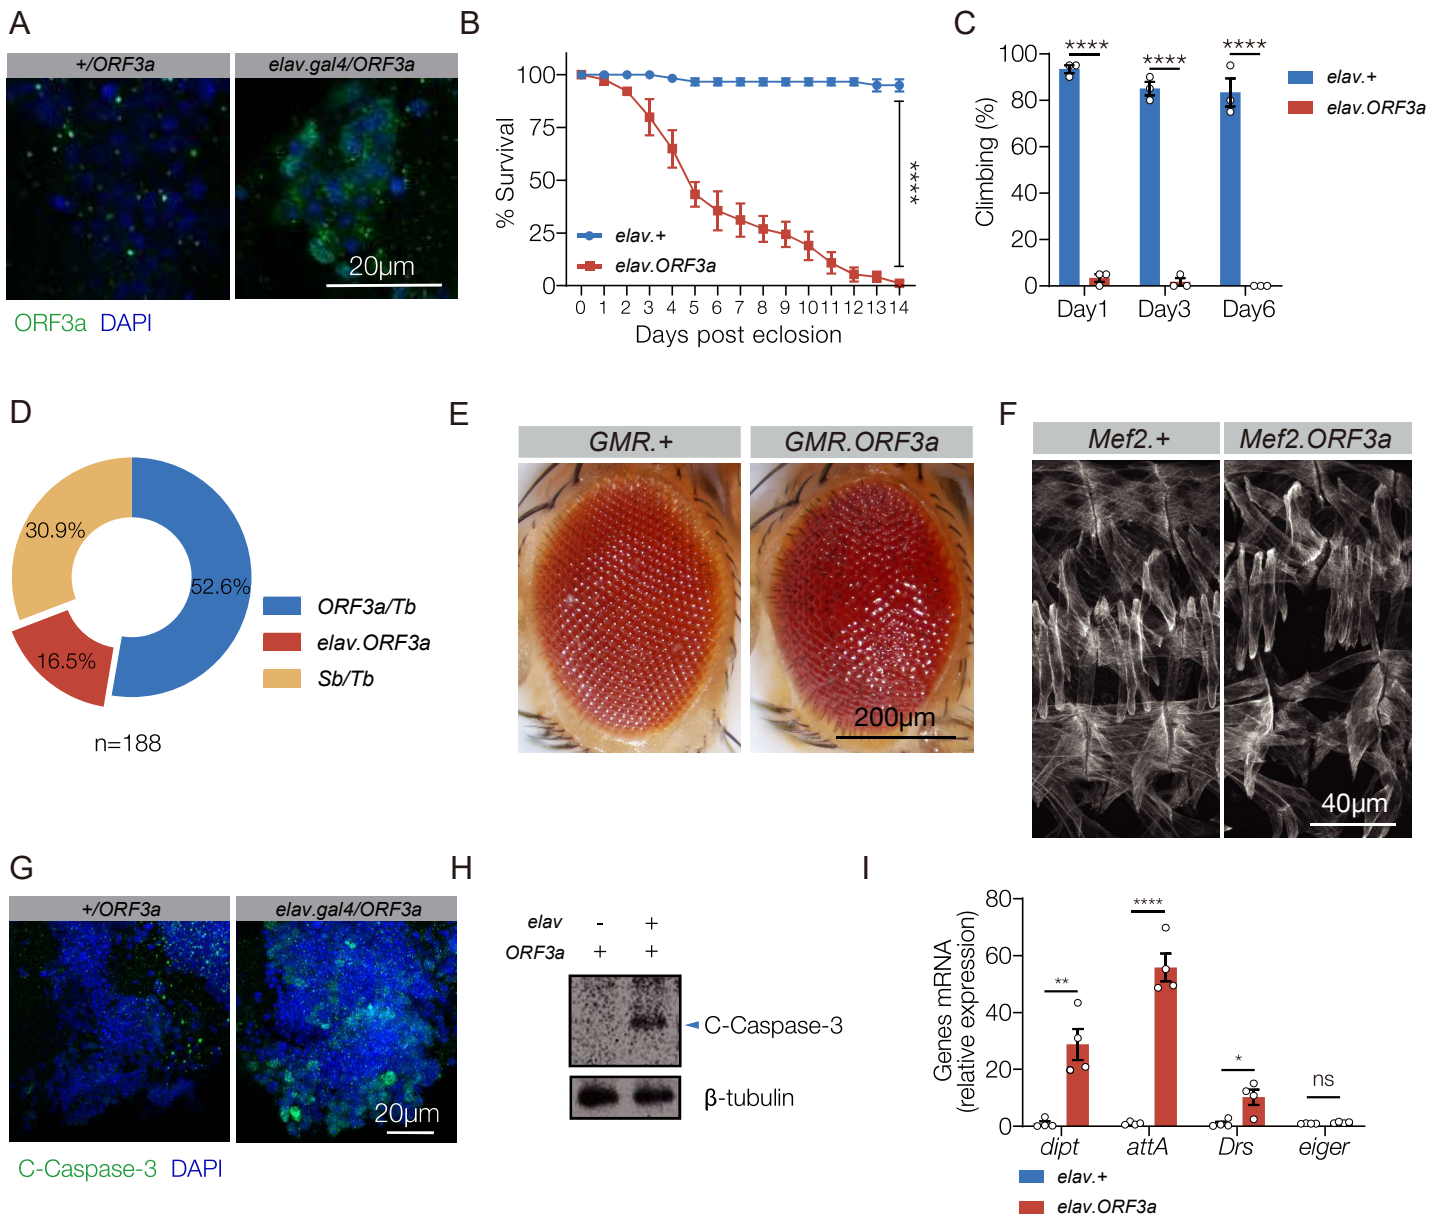 A
+/ORF3a
elav.gal4/ORF3a
20μm
ORF3a DAPI
B
% Survival
100
75
50
25
0
elav.+
elav.ORF3a
****
0 1 2 3 4 5 6 7 8 9 10 11 12 13 14
Days post eclosion
C
Climbing (%)
100
80
60
40
20
0
**** **** ****
Day1 Day3 Day6
elav.+
elav.ORF3a
D
30.9%
52.6%
16.5%
ORF3a/Tb
elav.ORF3a
Sb/Tb
n=188
E
GMR.+
GMR.ORF3a
200μm
F
Mef2.+
Mef2.ORF3a
40μm
G
+/ORF3a
elav.gal4/ORF3a
20μm
C-Caspase-3 DAPI
H
elav - +
ORF3a + +
C-Caspase-3
β-tubulin
I
Genes mRNA
(relative expression)
80
60
40
20
0
** **** * ns
dipt attA Drs eiger
elav.+
elav.ORF3a